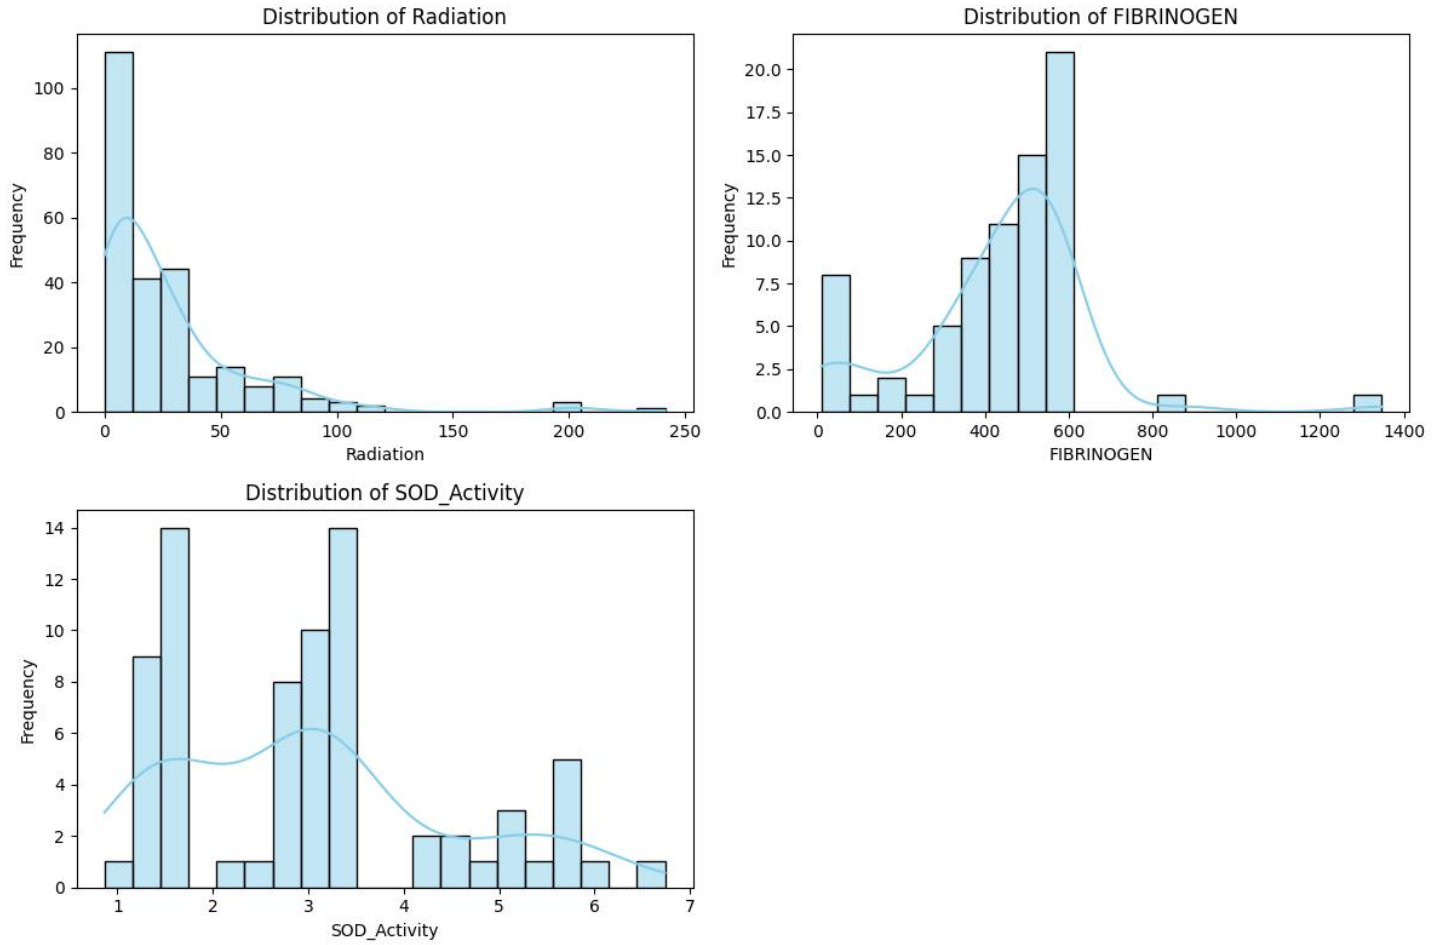 Distribution of Radiation
100
80
60
40
20
0
Frequency
0 50 100 150 200 250
Radiation
Distribution of FIBRINOGEN
20.0
17.5
15.0
12.5
10.0
7.5
5.0
2.5
0.0
Frequency
0 200 400 600 800 1000 1200 1400
FIBRINOGEN
Distribution of SOD_Activity
14
12
10
8
6
4
2
0
Frequency
1 2 3 4 5 6 7
SOD_Activity